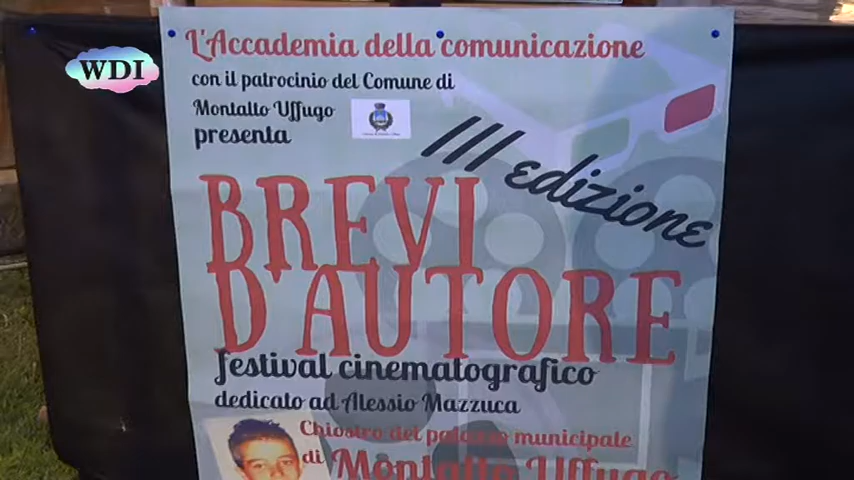 WDI
L'Accademia della comunicazione
con il patrocinio del Comune di
Montalto Uffugo
presenta
III edizione
BREVI
D'AUTORE
festival cinematografico
dedicato ad Alessio Mazzuca
Chiostro del palazzo municipale
di Montalto Uffugo